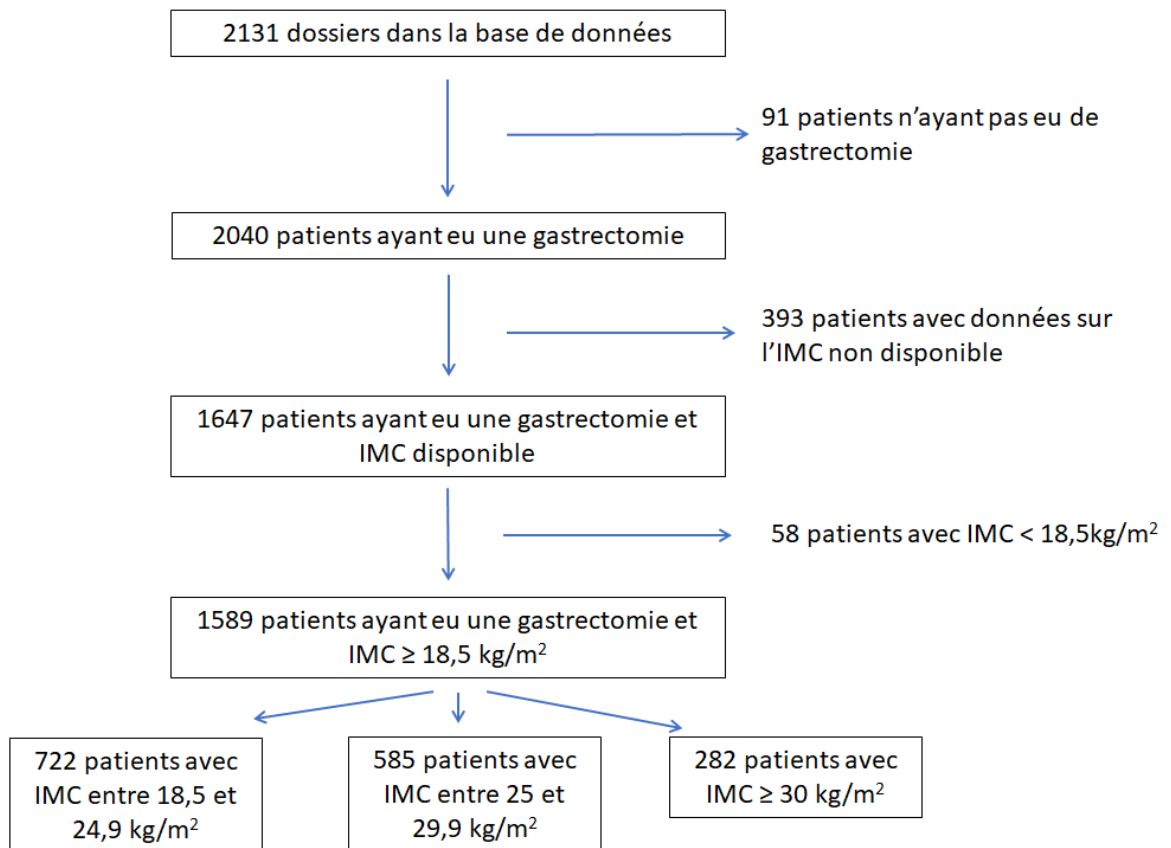 2131 dossiers dans la base de données
91 patients n'ayant pas eu de
gastrectomie
2040 patients ayant eu une gastrectomie
393 patients avec données sur
l'IMC non disponible
1647 patients ayant eu une gastrectomie et
IMC disponible
58 patients avec IMC < 18,5kg/m²
1589 patients ayant eu une gastrectomie et
IMC ≥ 18,5 kg/m²
722 patients avec
IMC entre 18,5 et
24,9 kg/m²
585 patients avec
IMC entre 25 et
29,9 kg/m²
282 patients avec
IMC ≥ 30 kg/m²